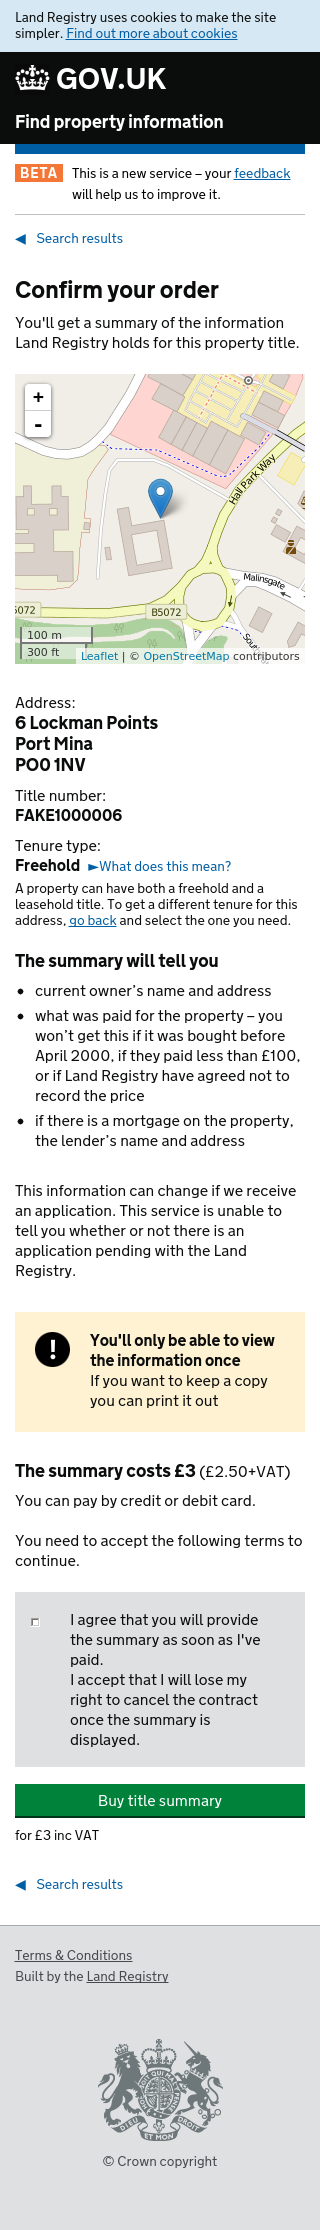 Land Registry uses cookies to make the site
simpler. Find out more about cookies
GOV.UK
Find property information
BETA This is a new service – your feedback
will help us to improve it.
◀ Search results
Confirm your order
You'll get a summary of the information
Land Registry holds for this property title.
+
-
Hall Park Way
Malinsgate
5072
B5072
100 m
300 ft
Leaflet | © OpenStreetMap contributors
Address:
6 Lockman Points
Port Mina
PO0 1NV
Title number:
FAKE1000006
Tenure type:
Freehold ►What does this mean?
A property can have both a freehold and a
leasehold title. To get a different tenure for this
address, go back and select the one you need.
The summary will tell you
• current owner’s name and address
• what was paid for the property – you
won’t get this if it was bought before
April 2000, if they paid less than £100,
or if Land Registry have agreed not to
record the price
• if there is a mortgage on the property,
the lender’s name and address
This information can change if we receive
an application. This service is unable to
tell you whether or not there is an
application pending with the Land
Registry.
! You'll only be able to view
the information once
If you want to keep a copy
you can print it out
The summary costs £3 (£2.50+VAT)
You can pay by credit or debit card.
You need to accept the following terms to
continue.
I agree that you will provide
the summary as soon as I've
paid.
I accept that I will lose my
right to cancel the contract
once the summary is
displayed.
Buy title summary
for £3 inc VAT
◀ Search results
Terms & Conditions
Built by the Land Registry
DIEU ET MON DROIT
© Crown copyright